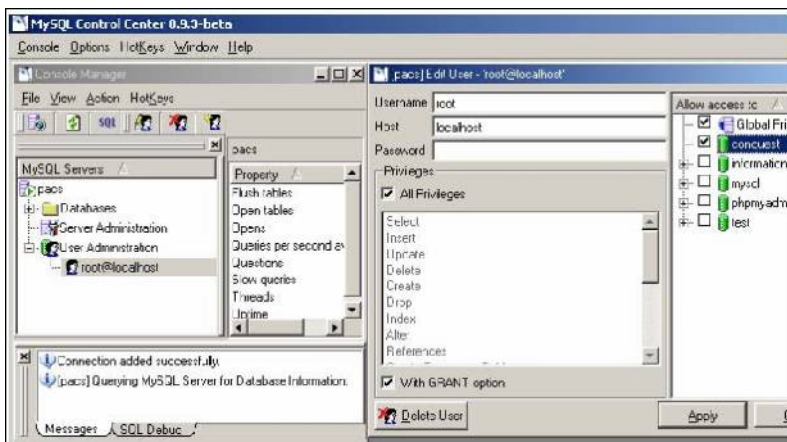 MySQL Control Center 0.9.3-beta
Console Options HotKeys Window Help
Console Manager
File View Action HotKeys
SQL
MySQL Servers
pacs
Databases
Server Administration
User Administration
root@localhost
pacs
Property
Flush tables
Open tables
Opens
Queries per second av
Questions
Slow queries
Threads
Uptime
Connection added successfully.
[pacs] Querying MySQL Server for Database Information.
Messages SQL Debug
[pacs] Edit User - 'root@localhost'
Username root
Host localhost
Password
Privileges
All Privileges
Select
Insert
Update
Delete
Create
Drop
Index
Alter
References
With GRANT option
Delete User
Apply
Allow access to
Global Pri
conquest
information
mysql
phpmyadm
test